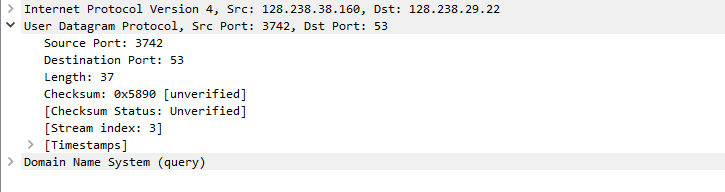 Internet Protocol Version 4, Src: 128.238.38.160, Dst: 128.238.29.22
User Datagram Protocol, Src Port: 3742, Dst Port: 53
Source Port: 3742
Destination Port: 53
Length: 37
Checksum: 0x5890 [unverified]
[Checksum Status: Unverified]
[Stream index: 3]
[Timestamps]
Domain Name System (query)